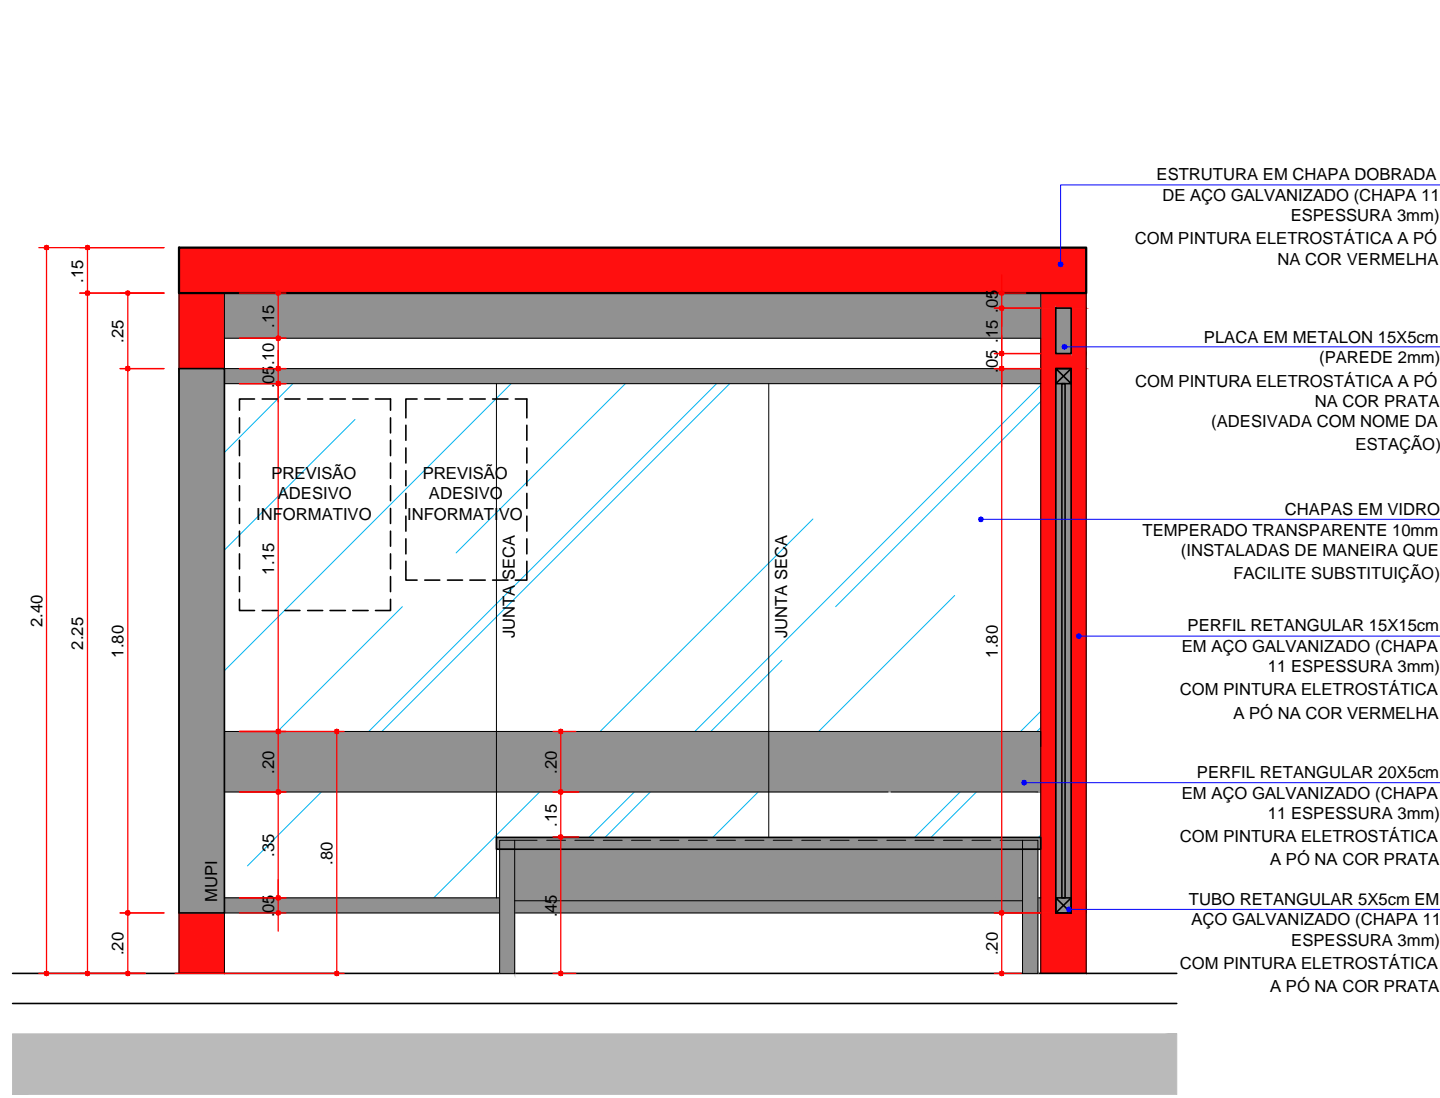 ESTRUTURA EM CHAPA DOBRADA
DE AÇO GALVANIZADO (CHAPA 11
ESPESSURA 3mm)
COM PINTURA ELETROSTÁTICA A PÓ
NA COR VERMELHA
PLACA EM METALON 15X5cm
(PAREDE 2mm)
COM PINTURA ELETROSTÁTICA A PÓ
NA COR PRATA
(ADESIVADA COM NOME DA
ESTAÇÃO)
CHAPAS EM VIDRO
TEMPERADO TRANSPARENTE 10mm
(INSTALADAS DE MANEIRA QUE
FACILITE SUBSTITUIÇÃO)
PERFIL RETANGULAR 15X15cm
EM AÇO GALVANIZADO (CHAPA
11 ESPESSURA 3mm)
COM PINTURA ELETROSTÁTICA
A PÓ NA COR VERMELHA
PERFIL RETANGULAR 20X5cm
EM AÇO GALVANIZADO (CHAPA
11 ESPESSURA 3mm)
COM PINTURA ELETROSTÁTICA
A PÓ NA COR PRATA
TUBO RETANGULAR 5X5cm EM
AÇO GALVANIZADO (CHAPA 11
ESPESSURA 3mm)
COM PINTURA ELETROSTÁTICA
A PÓ NA COR PRATA
PREVISÃO
ADESIVO
INFORMATIVO
PREVISÃO
ADESIVO
INFORMATIVO
JUNTA SECA
JUNTA SECA
MUPI
2.40
.15
2.25
.25
1.80
.20
.15
.10
.05
1.15
.20
.35
.05
.80
.20
.15
.45
.05
.15
.05
1.80
.20